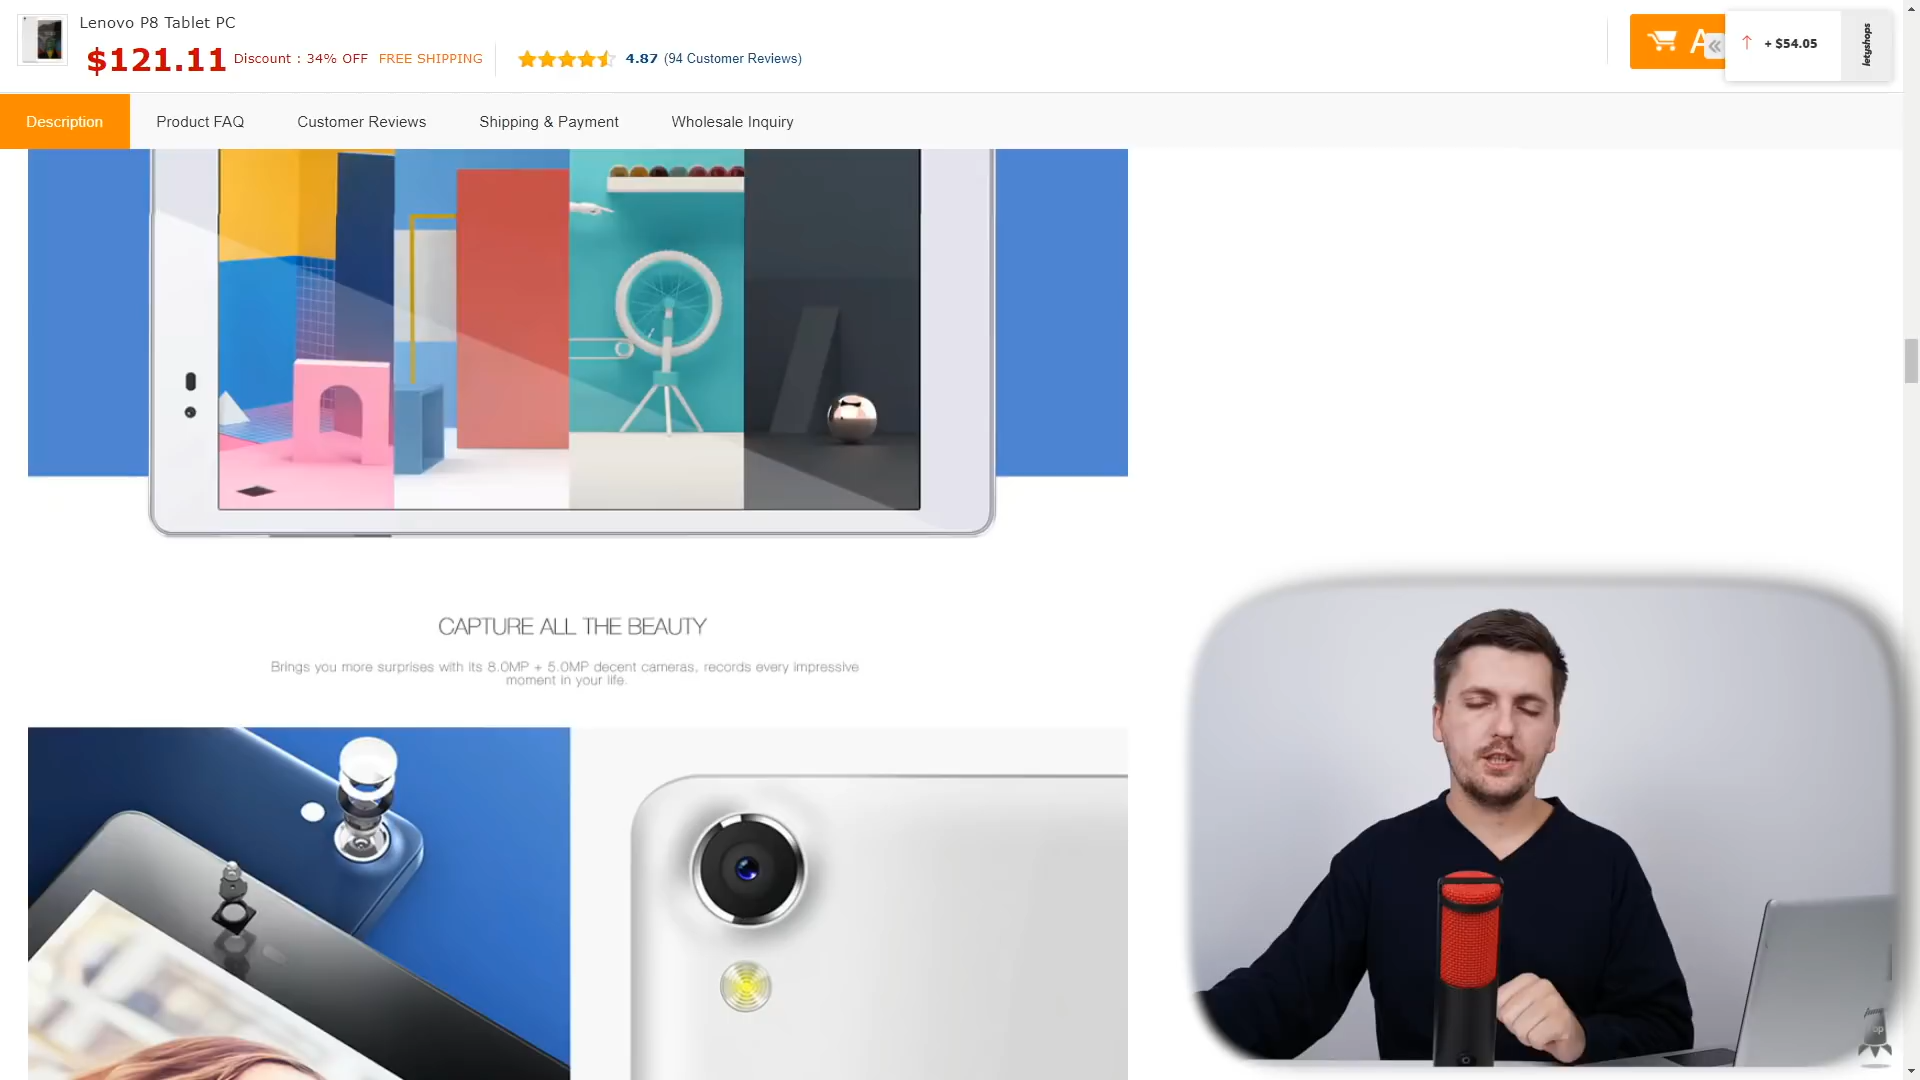 Lenovo P8 Tablet PC
$121.11 Discount : 34% OFF FREE SHIPPING
4.87 (94 Customer Reviews)
+ $54.05
letyshops
Description
Product FAQ
Customer Reviews
Shipping & Payment
Wholesale Inquiry
CAPTURE ALL THE BEAUTY
Brings you more surprises with its 8.0MP + 5.0MP decent cameras, records every impressive
moment in your life.